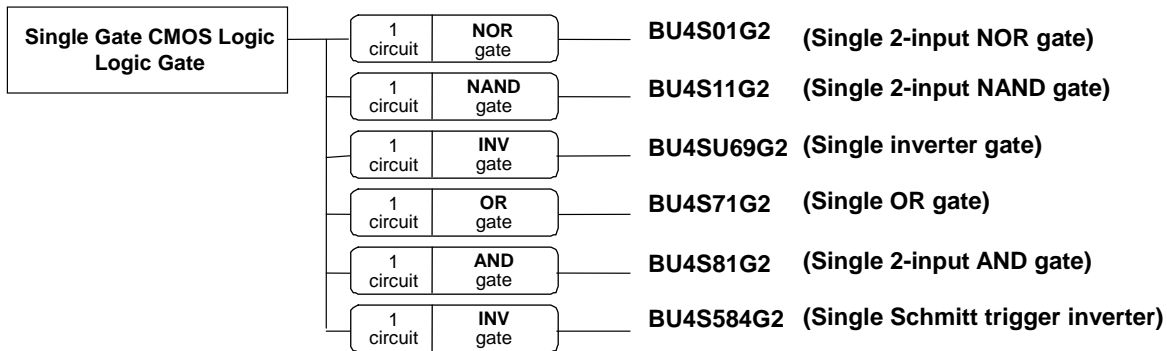 Single Gate CMOS Logic
Logic Gate
1
circuit
NOR
gate
BU4S01G2
(Single 2-input NOR gate)
1
circuit
NAND
gate
BU4S11G2
(Single 2-input NAND gate)
1
circuit
INV
gate
BU4SU69G2
(Single inverter gate)
1
circuit
OR
gate
BU4S71G2
(Single OR gate)
1
circuit
AND
gate
BU4S81G2
(Single 2-input AND gate)
1
circuit
INV
gate
BU4S584G2
(Single Schmitt trigger inverter)